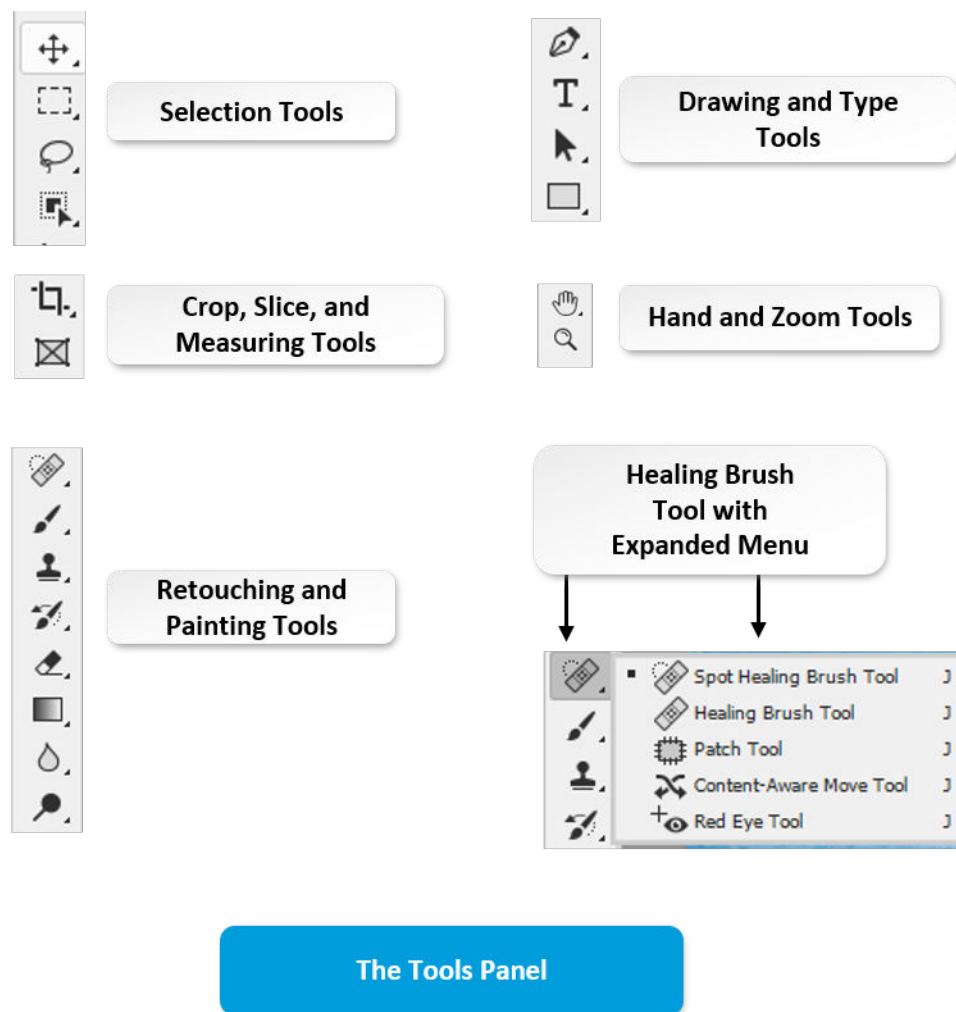 Selection Tools
Drawing and Type
Tools
Crop, Slice, and
Measuring Tools
Hand and Zoom Tools
Retouching and
Painting Tools
Healing Brush
Tool with
Expanded Menu
Spot Healing Brush Tool J
Healing Brush Tool J
Patch Tool J
Content-Aware Move Tool J
Red Eye Tool J
The Tools Panel